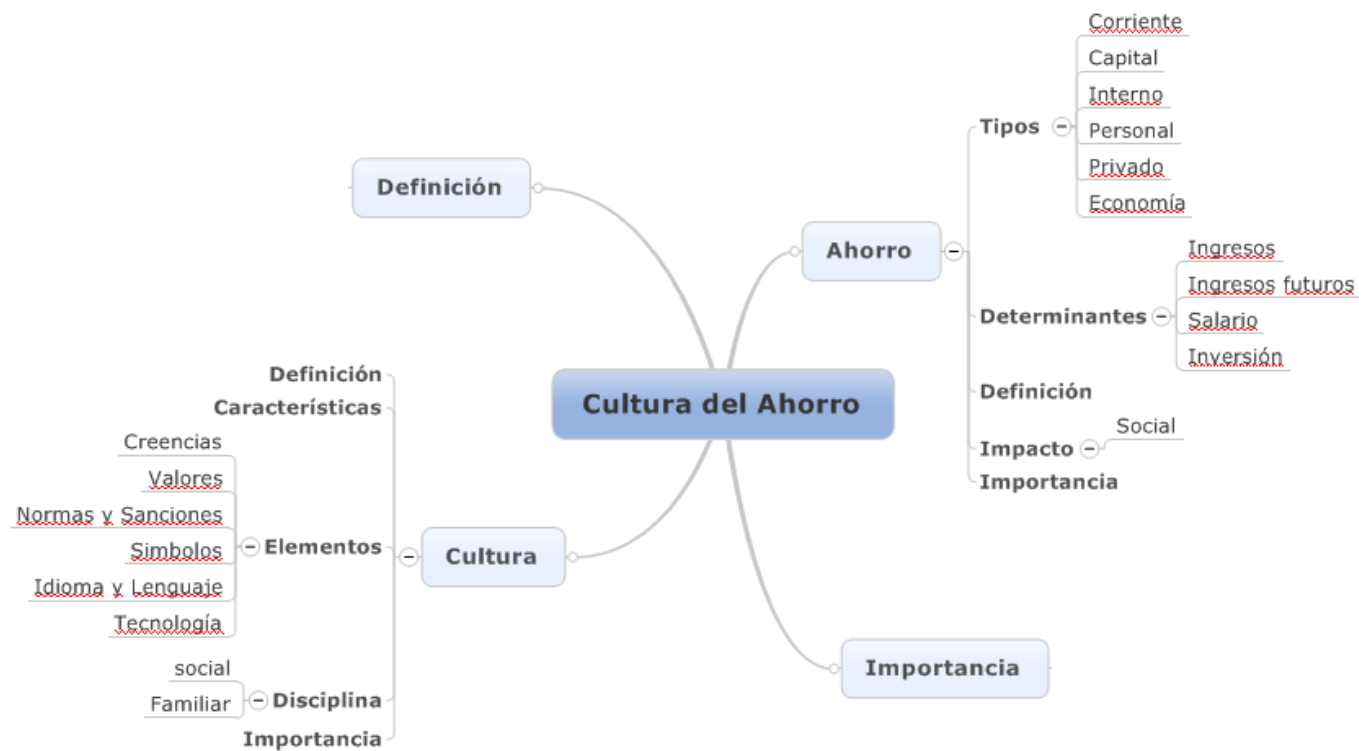 Cultura del Ahorro
Definición
Ahorro
Tipos
Corriente
Capital
Interno
Personal
Privado
Economía
Determinantes
Ingresos
Ingresos futuros
Salario
Inversión
Definición
Impacto
Social
Importancia
Importancia
Cultura
Definición
Características
Elementos
Creencias
Valores
Normas y Sanciones
Simbolos
Idioma y Lenguaje
Tecnología
Disciplina
social
Familiar
Importancia